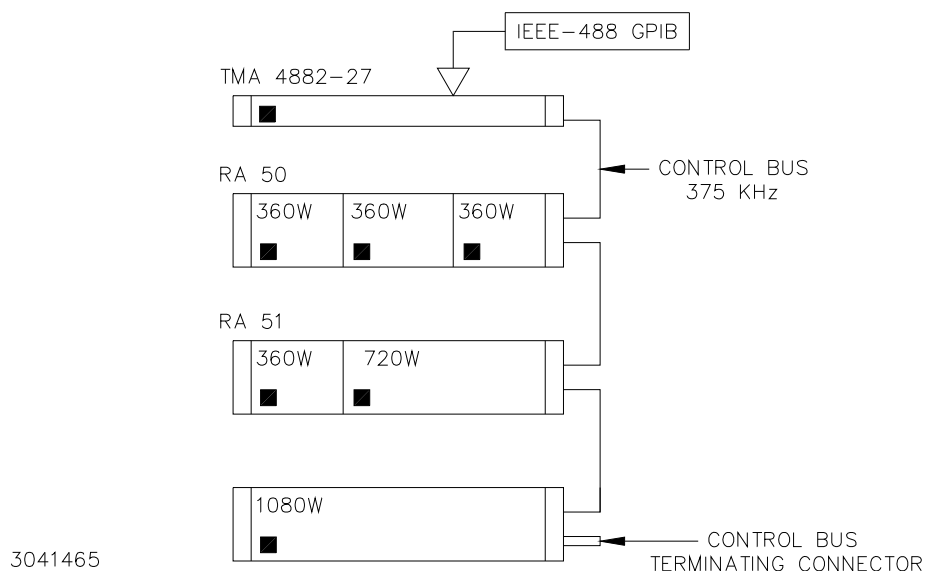 IEEE-488 GPIB
TMA 4882-27
CONTROL BUS
375 KHz
RA 50
360W 360W 360W
RA 51
360W 720W
1080W
CONTROL BUS
TERMINATING CONNECTOR
3041465